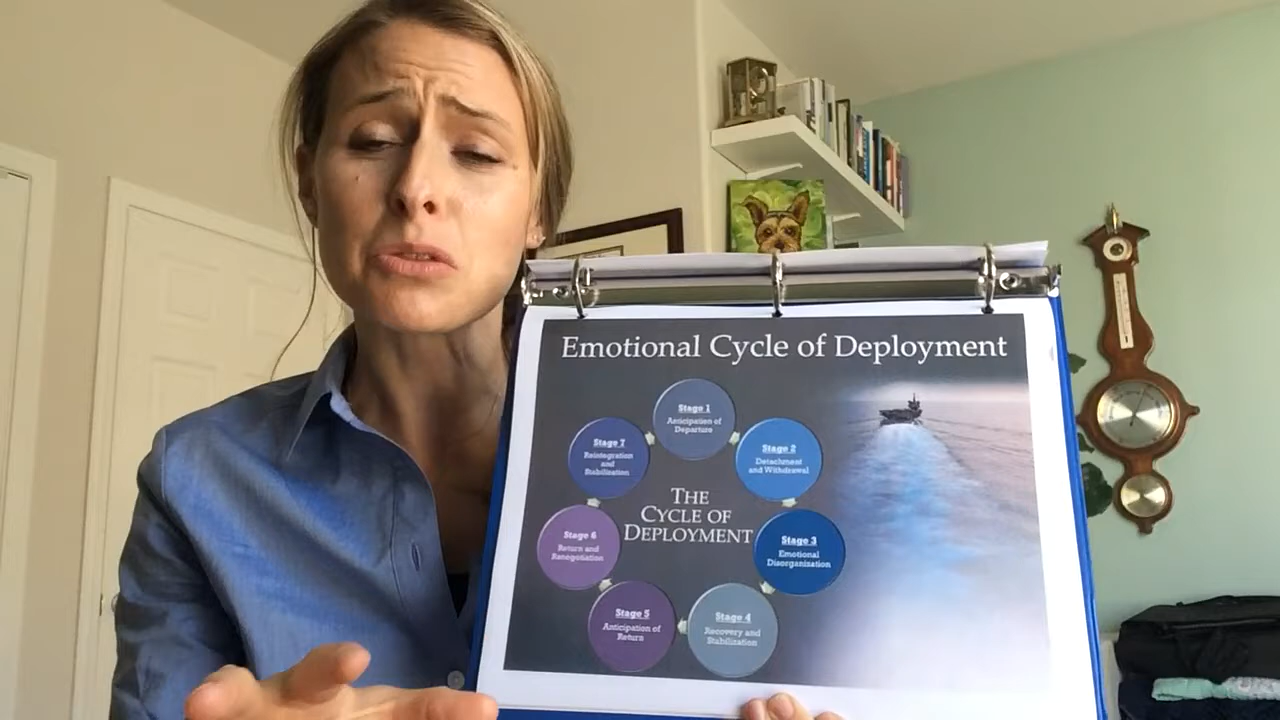 Emotional Cycle of Deployment
Stage 1
Anticipation of
Departure
Stage 2
Detachment
and Withdrawal
Stage 3
Emotional
Disorganization
Stage 4
Recovery and
Stabilization
Stage 5
Anticipation of
Return
Stage 6
Return and
Renegotiation
Stage 7
Reintegration
and
Stabilization
THE
CYCLE OF
DEPLOYMENT